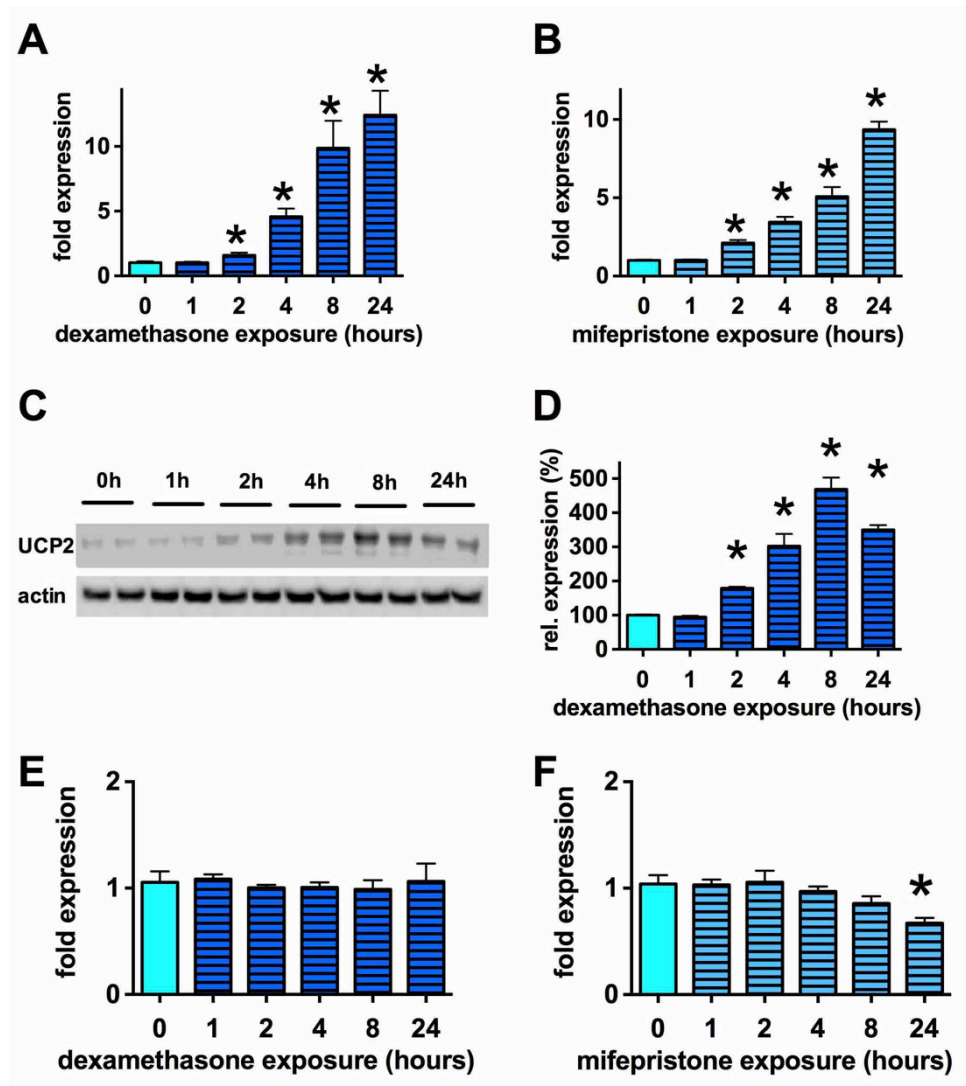 A
fold expression
10
5
0
* * * *
0 1 2 4 8 24
dexamethasone exposure (hours)
B
fold expression
10
5
0
* * * *
0 1 2 4 8 24
mifepristone exposure (hours)
C
0h 1h 2h 4h 8h 24h
UCP2
actin
D
rel. expression (%)
500
400
300
200
100
0
* * * *
0 1 2 4 8 24
dexamethasone exposure (hours)
E
fold expression
2
1
0
0 1 2 4 8 24
dexamethasone exposure (hours)
F
fold expression
2
1
0
*
0 1 2 4 8 24
mifepristone exposure (hours)